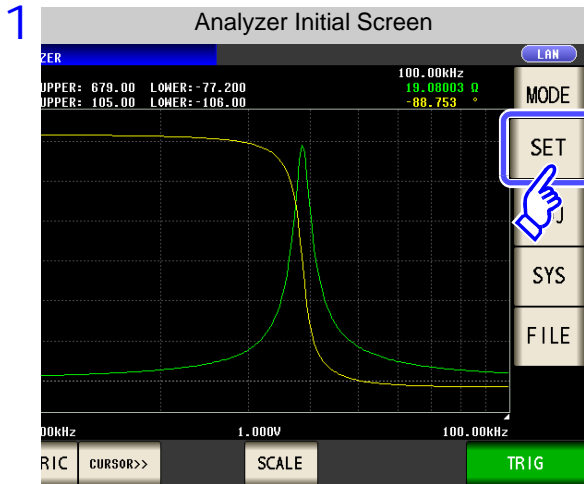 1
Analyzer Initial Screen
ZER
LAN
100.00kHz
UPPER: 679.00 LOWER:-77.200
19.08003 Ω
UPPER: 105.00 LOWER:-106.00
-88.753 °
MODE
SET
SYS
FILE
00kHz
1.000V
100.00kHz
RIC
CURSOR>>
SCALE
TRIG